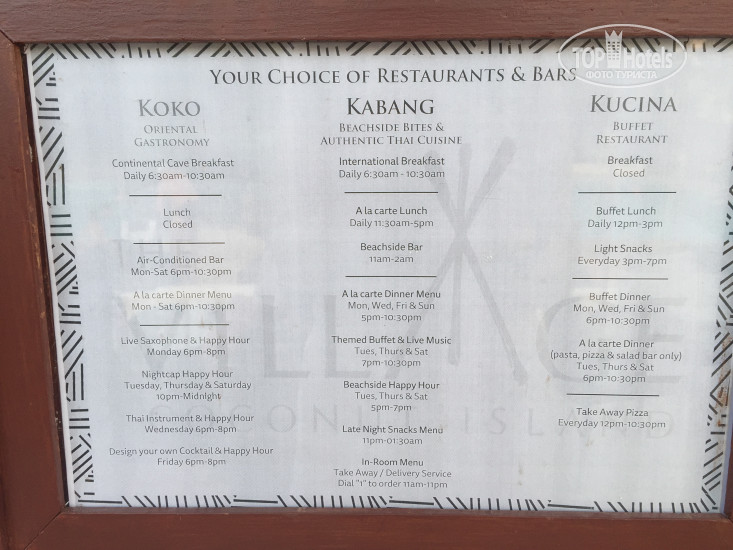 TOPHotels
ФОТО ТУРИСТА
YOUR CHOICE OF RESTAURANTS & BARS
KOKO
ORIENTAL
GASTRONOMY
Continental Cave Breakfast
Daily 6:30am-10:30am
Lunch
Closed
Air-Conditioned Bar
Mon-Sat 6pm-10:30pm
A la carte Dinner Menu
Mon - Sat 6pm-10:30pm
Live Saxophone & Happy Hour
Monday 6pm-8pm
Nightcap Happy Hour
Tuesday, Thursday & Saturday
10pm-Midnight
Thai Instrument & Happy Hour
Wednesday 6pm-8pm
Design your own Cocktail & Happy Hour
Friday 6pm-8pm
KABANG
BEACHSIDE BITES &
AUTHENTIC THAI CUISINE
International Breakfast
Daily 6:30am - 10:30am
A la carte Lunch
Daily 11:30am-5pm
Beachside Bar
11am-2am
A la carte Dinner Menu
Mon, Wed, Fri & Sun
5pm-10:30pm
Themed Buffet & Live Music
Tues, Thurs & Sat
7pm-10:30pm
Beachside Happy Hour
Tues, Thurs & Sat
5pm-7pm
Late Night Snacks Menu
11pm-01:30am
In-Room Menu
Take Away / Delivery Service
Dial "1" to order 11am-11pm
KUCINA
BUFFET
RESTAURANT
Breakfast
Closed
Buffet Lunch
Daily 12pm-3pm
Light Snacks
Everyday 3pm-7pm
Buffet Dinner
Mon, Wed, Fri & Sun
6pm-10:30pm
A la carte Dinner
(pasta, pizza & salad bar only)
Tues, Thurs & Sat
6pm-10:30pm
Take Away Pizza
Everyday 12pm-10:30pm
THE
VILLAGE
COCONUT ISLAND